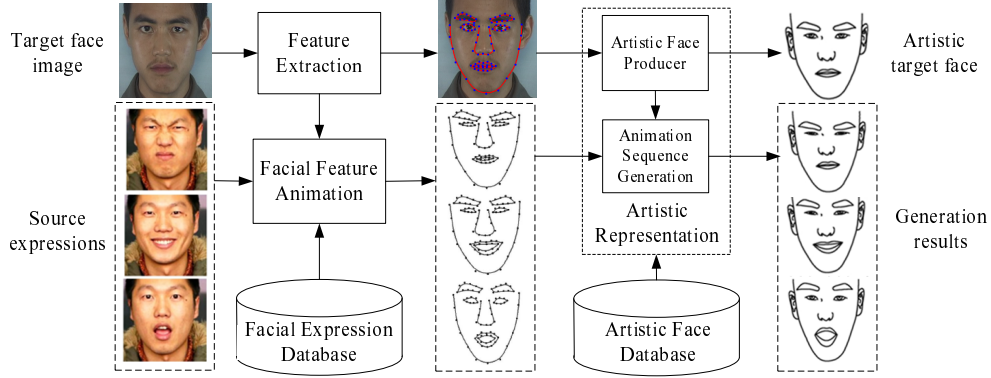 Target face
image
Feature
Extraction
Artistic Face
Producer
Artistic
target face
Source
expressions
Facial Feature
Animation
Animation
Sequence
Generation
Artistic
Representation
Generation
results
Facial Expression
Database
Artistic Face
Database